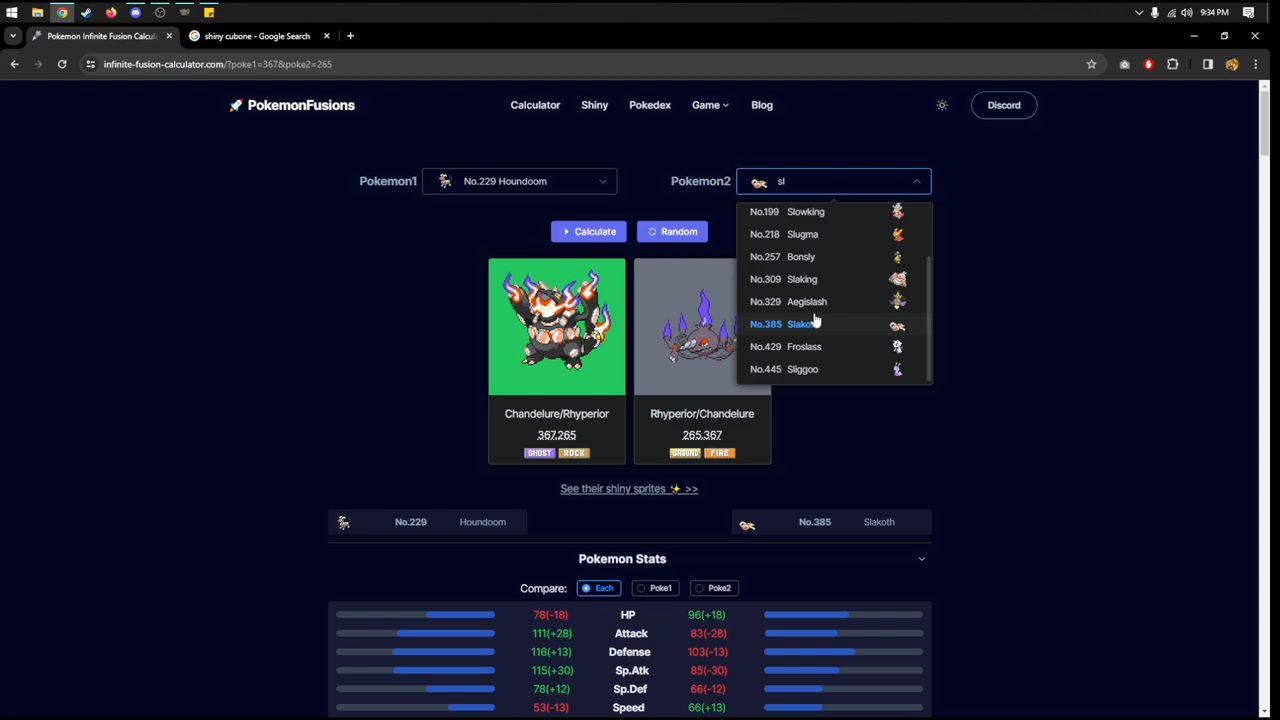 9:34 PM
Pokemon Infinite Fusion Calcula
shiny cubone - Google Search
infinite-fusion-calculator.com/?poke1=367&poke2=265
PokemonFusions
Calculator
Shiny
Pokedex
Game
Blog
Discord
Pokemon1
No.229 Houndoom
Pokemon2
sl
Calculate
Random
No.199 Slowking
No.218 Slugma
No.257 Bonsly
No.309 Slaking
No.329 Aegislash
No.385 Slako
No.429 Froslass
No.445 Sliggoo
Chandelure/Rhyperior
367.265
GHOST ROCK
Rhyperior/Chandelure
265.367
GROUND FIRE
See their shiny sprites ✨ >>
No.229 Houndoom
No.385 Slakoth
Pokemon Stats
Compare: Each Poke1 Poke2
78(-18) HP 96(+18)
111(+28) Attack 83(-28)
116(+13) Defense 103(-13)
115(+30) Sp.Atk 85(-30)
78(+12) Sp.Def 66(-12)
53(-13) Speed 66(+13)